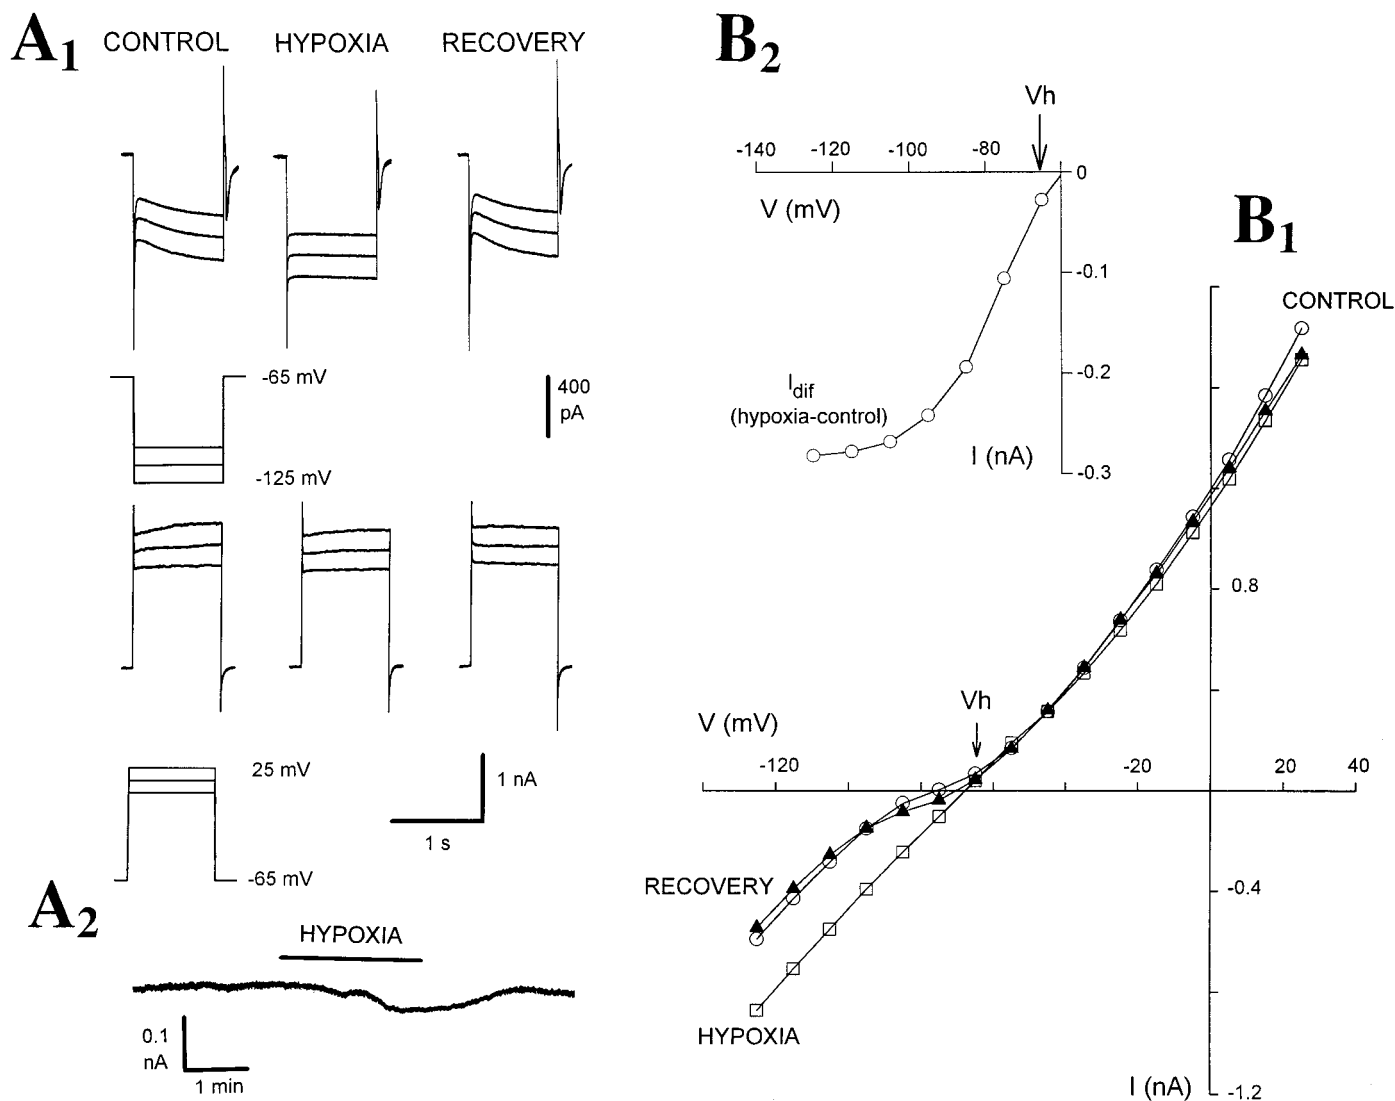 A1
CONTROL HYPOXIA RECOVERY
-65 mV
400
pA
-125 mV
25 mV
1 nA
1 s
-65 mV
A2
HYPOXIA
0.1
nA
1 min
B2
Vh
-140 -120 -100 -80
0
V (mV)
-0.1
-0.2
Idif
(hypoxia-control)
I (nA)
-0.3
B1
CONTROL
0.8
Vh
V (mV)
-120 -20 20 40
RECOVERY
-0.4
HYPOXIA
I (nA)
-1.2